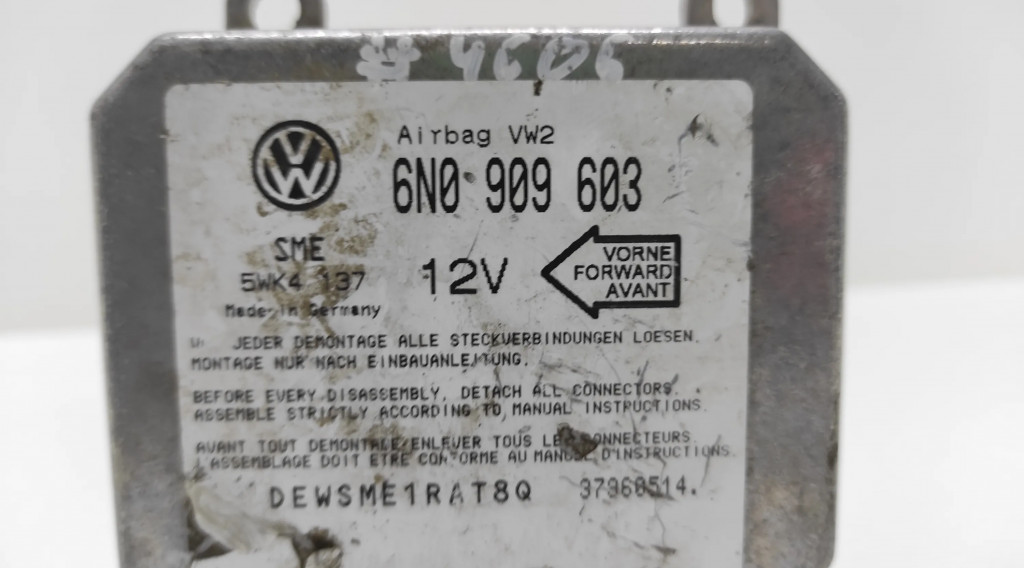 # 4606
Airbag VW2
6N0 909 603
SME
5WK4 137
12V
VORNE
FORWARD
AVANT
Made in Germany
JEDER DEMONTAGE ALLE STECKVERBINDUNGEN LOESEN.
MONTAGE NUR NACH EINBAUANLEITUNG.
BEFORE EVERY DISASSEMBLY, DETACH ALL CONNECTORS.
ASSEMBLE STRICTLY ACCORDING TO MANUAL INSTRUCTIONS.
AVANT TOUT DEMONTAGE ENLEVER TOUS LES CONNECTEURS.
L'ASSEMBLAGE DOIT ETRE CONFORME AU MANUEL D'INSTRUCTIONS.
DEWSME1RAT8Q